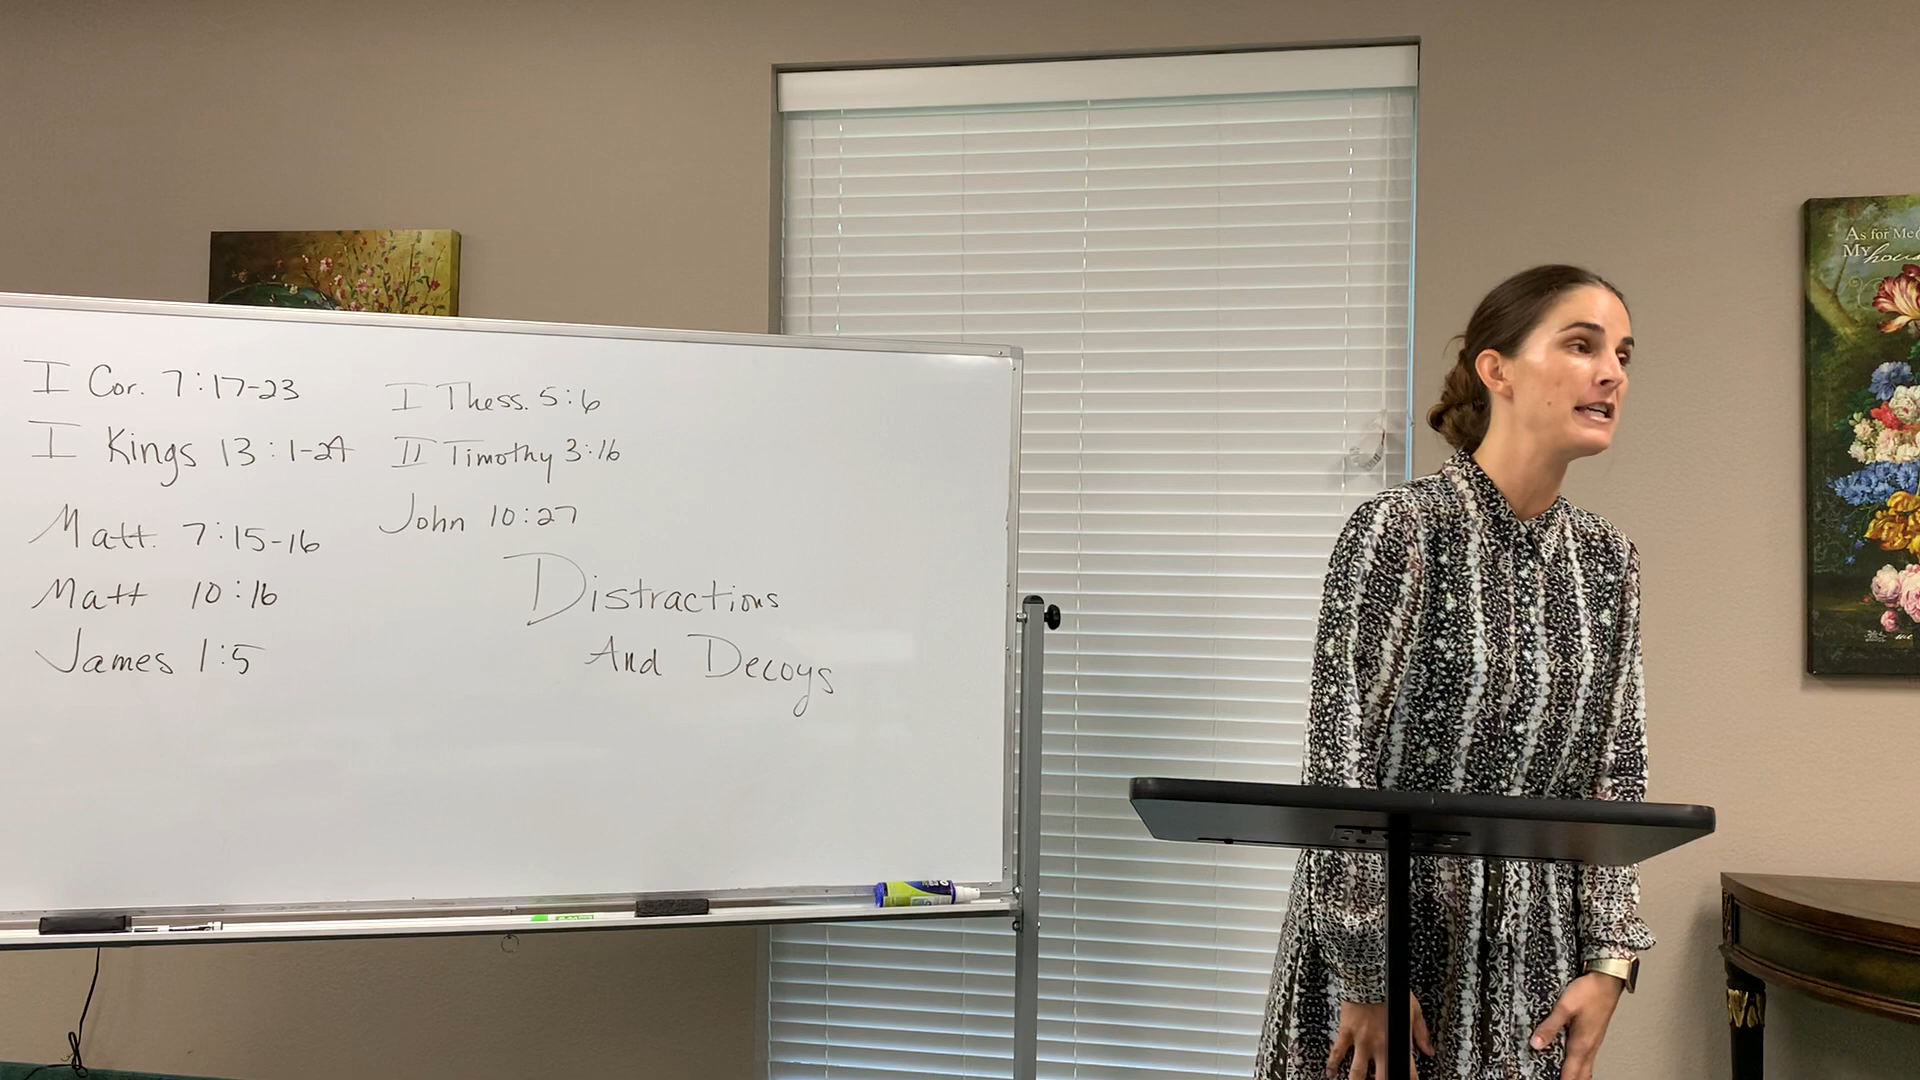 I Cor. 7:17-23
I Kings 13:1-24
Matt. 7:15-16
Matt 10:16
James 1:5
I Thess. 5:6
II Timothy 3:16
John 10:27
Distractions
And Decoys
As for Me
My hous